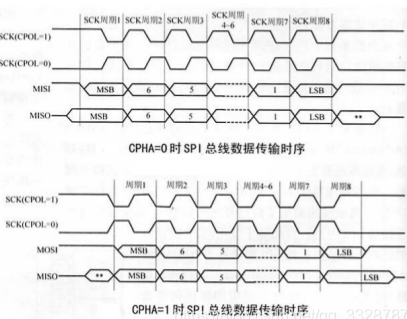 SCK周期1 SCK周期2 SCK周期3 SCK周期4~6 SCK周期7 SCK周期8
SCK(CPOL=1)
SCK(CPOL=0)
MISI MSB 6 5 1 LSB
MISO MSB 6 5 1 LSB **
CPHA=0时SPI总线数据传输时序
周期1 周期2 周期3 周期4~6 周期7 周期8
SCK(CPOL=1)
SCK(CPOL=0)
MOSI MSB 6 5 1 LSB
MISO ** MSB 6 5 1 LSB
CPHA=1时SPI总线数据传输时序